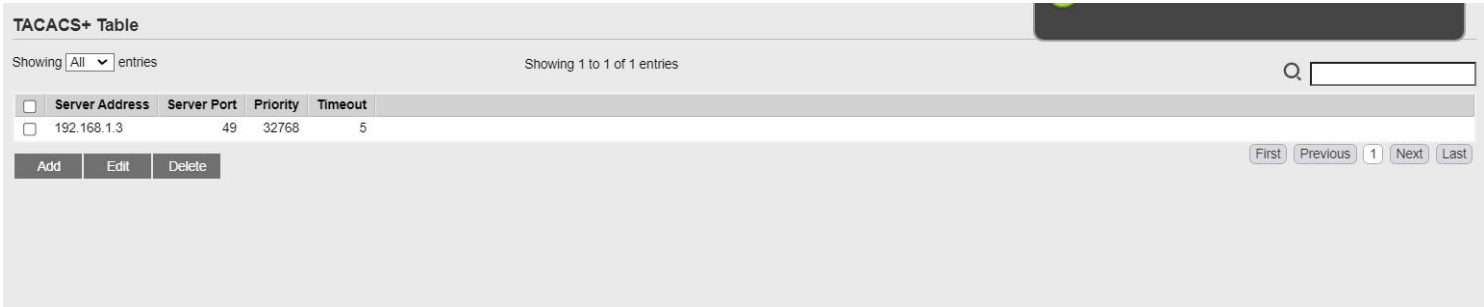 TACACS+ Table
Showing All entries Showing 1 to 1 of 1 entries
Server Address Server Port Priority Timeout
192.168.1.3 49 32768 5
First Previous 1 Next Last
Add Edit Delete